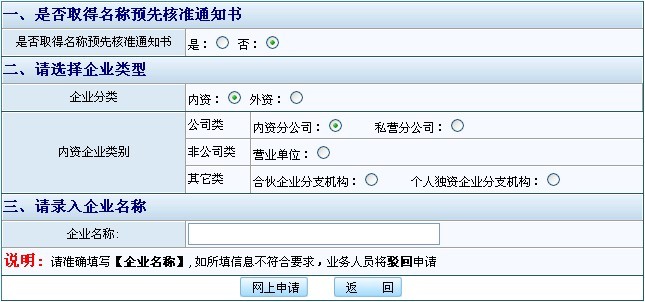 一、是否取得名称预先核准通知书
是否取得名称预先核准通知书 是： 否：
二、请选择企业类型
企业分类 内资： 外资：
公司类 内资分公司： 私营分公司：
内资企业类别 非公司类 营业单位：
其它类 合伙企业分支机构： 个人独资企业分支机构：
三、请录入企业名称
企业名称:
说明：请准确填写【企业名称】,如所填信息不符合要求，业务人员将驳回申请
网上申请 返 回